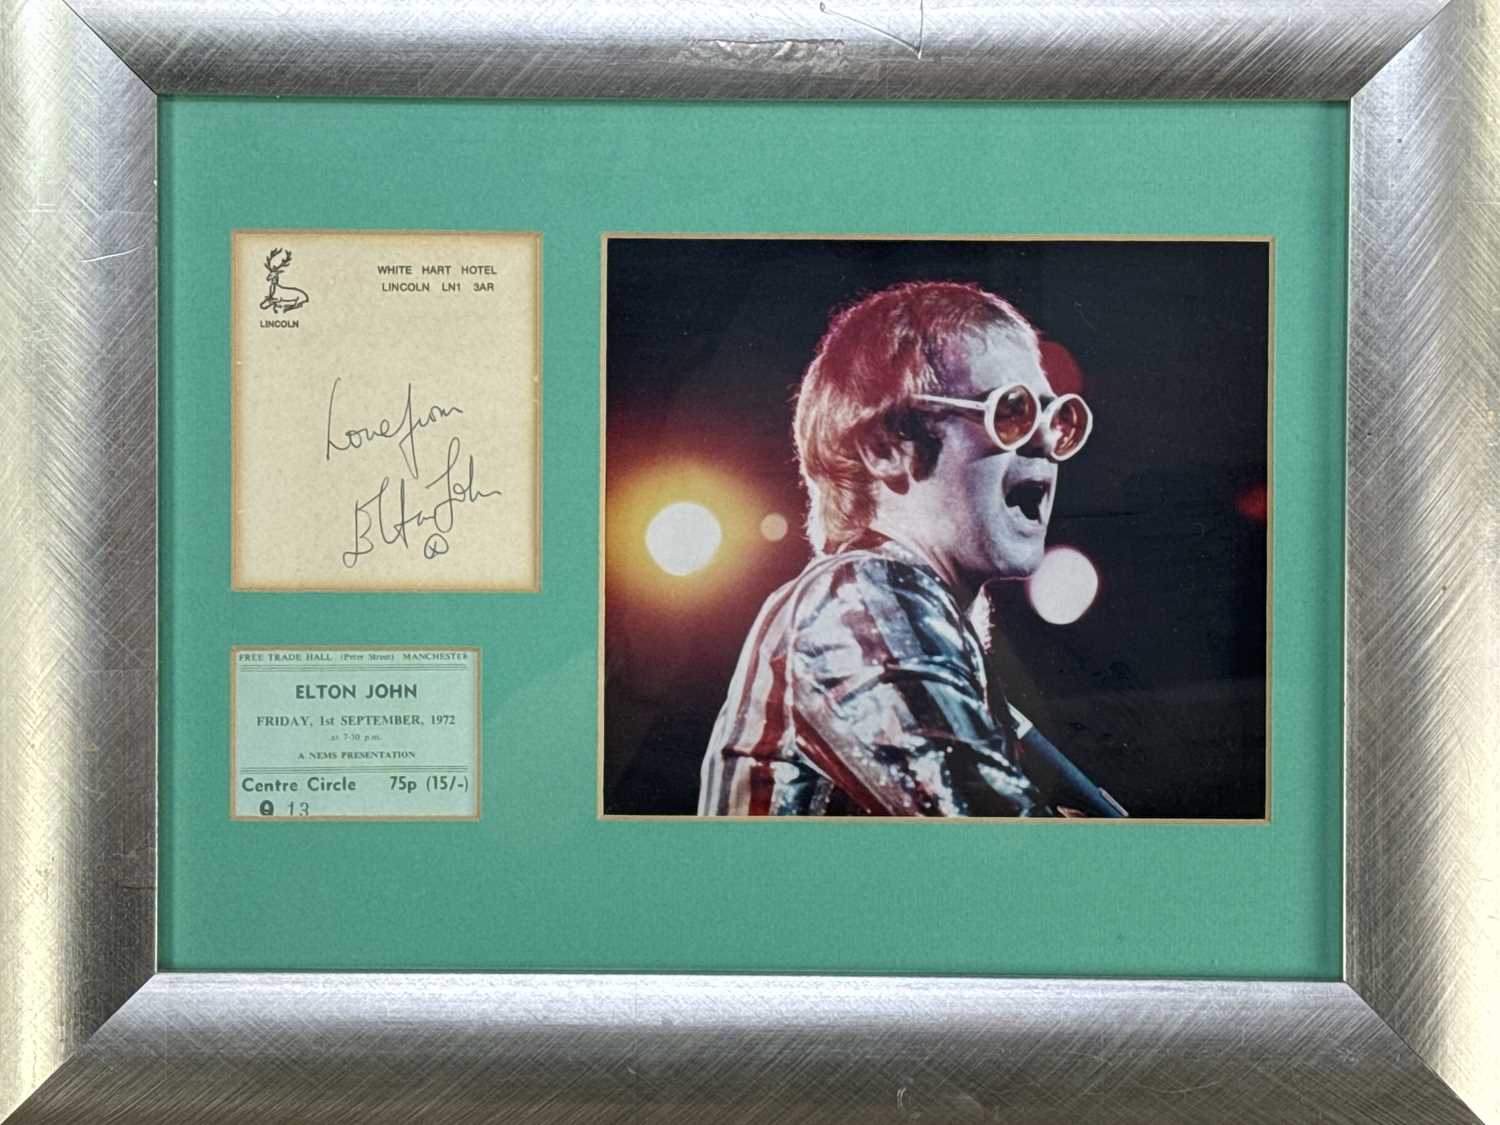 WHITE HART HOTEL
LINCOLN LN1 3AR
LINCOLN
Love from
Elton John
x
FREE TRADE HALL (Peter Street) MANCHESTER
ELTON JOHN
FRIDAY, 1st SEPTEMBER, 1972
at 7-30 p.m.
A NEMS PRESENTATION
Centre Circle 75p (15/-)
Q 13